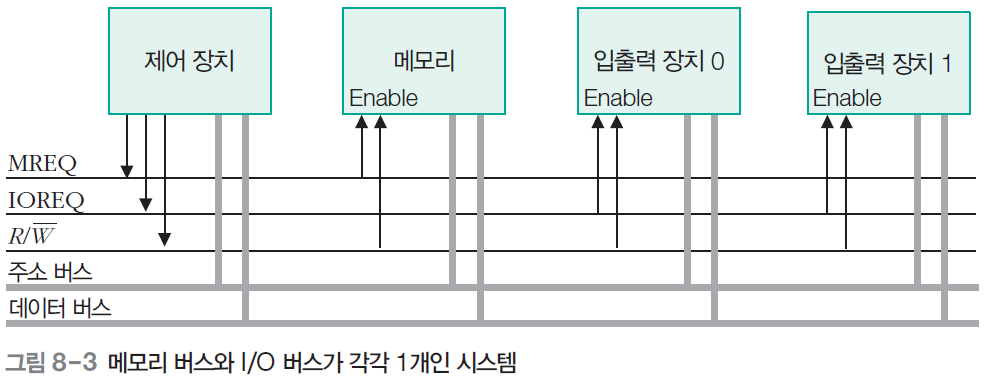 제어 장치
메모리
Enable
입출력 장치 0
Enable
입출력 장치 1
Enable
MREQ
IOREQ
R/W̅
주소 버스
데이터 버스
그림 8-3 메모리 버스와 I/O 버스가 각각 1개인 시스템